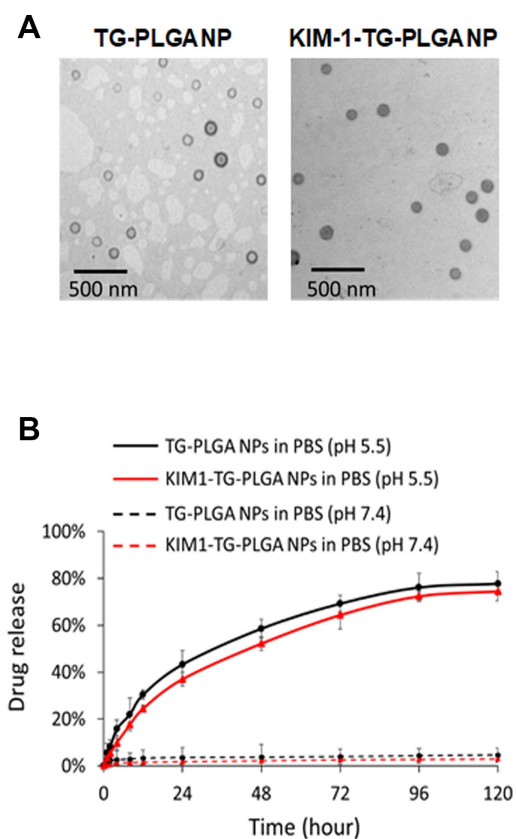 A
TG-PLGA NP
KIM-1-TG-PLGA NP
500 nm
500 nm
B
TG-PLGA NPs in PBS (pH 5.5)
KIM1-TG-PLGA NPs in PBS (pH 5.5)
TG-PLGA NPs in PBS (pH 7.4)
KIM1-TG-PLGA NPs in PBS (pH 7.4)
100%
80%
60%
40%
20%
0%
Drug release
0 24 48 72 96 120
Time (hour)